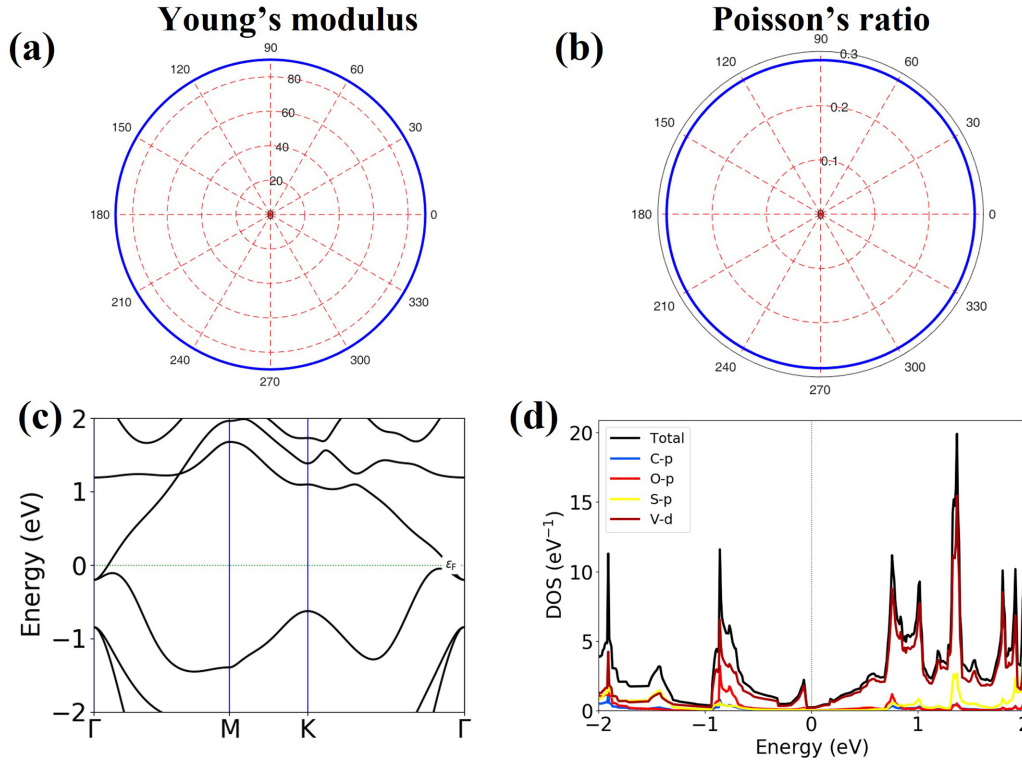 Young’s modulus
Poisson’s ratio
(a)
(b)
90
120
60
80
150
60
30
40
20
180
0
210
330
240
300
270
90
0.3
120
60
0.2
150
30
0.1
180
0
210
330
240
300
270
(c)
(d)
2
1
0
−1
−2
Energy (eV)
εF
Γ
M
K
Γ
20
15
10
5
0
DOS (eV−1)
Total
C-p
O-p
S-p
V-d
−2
−1
0
1
2
Energy (eV)